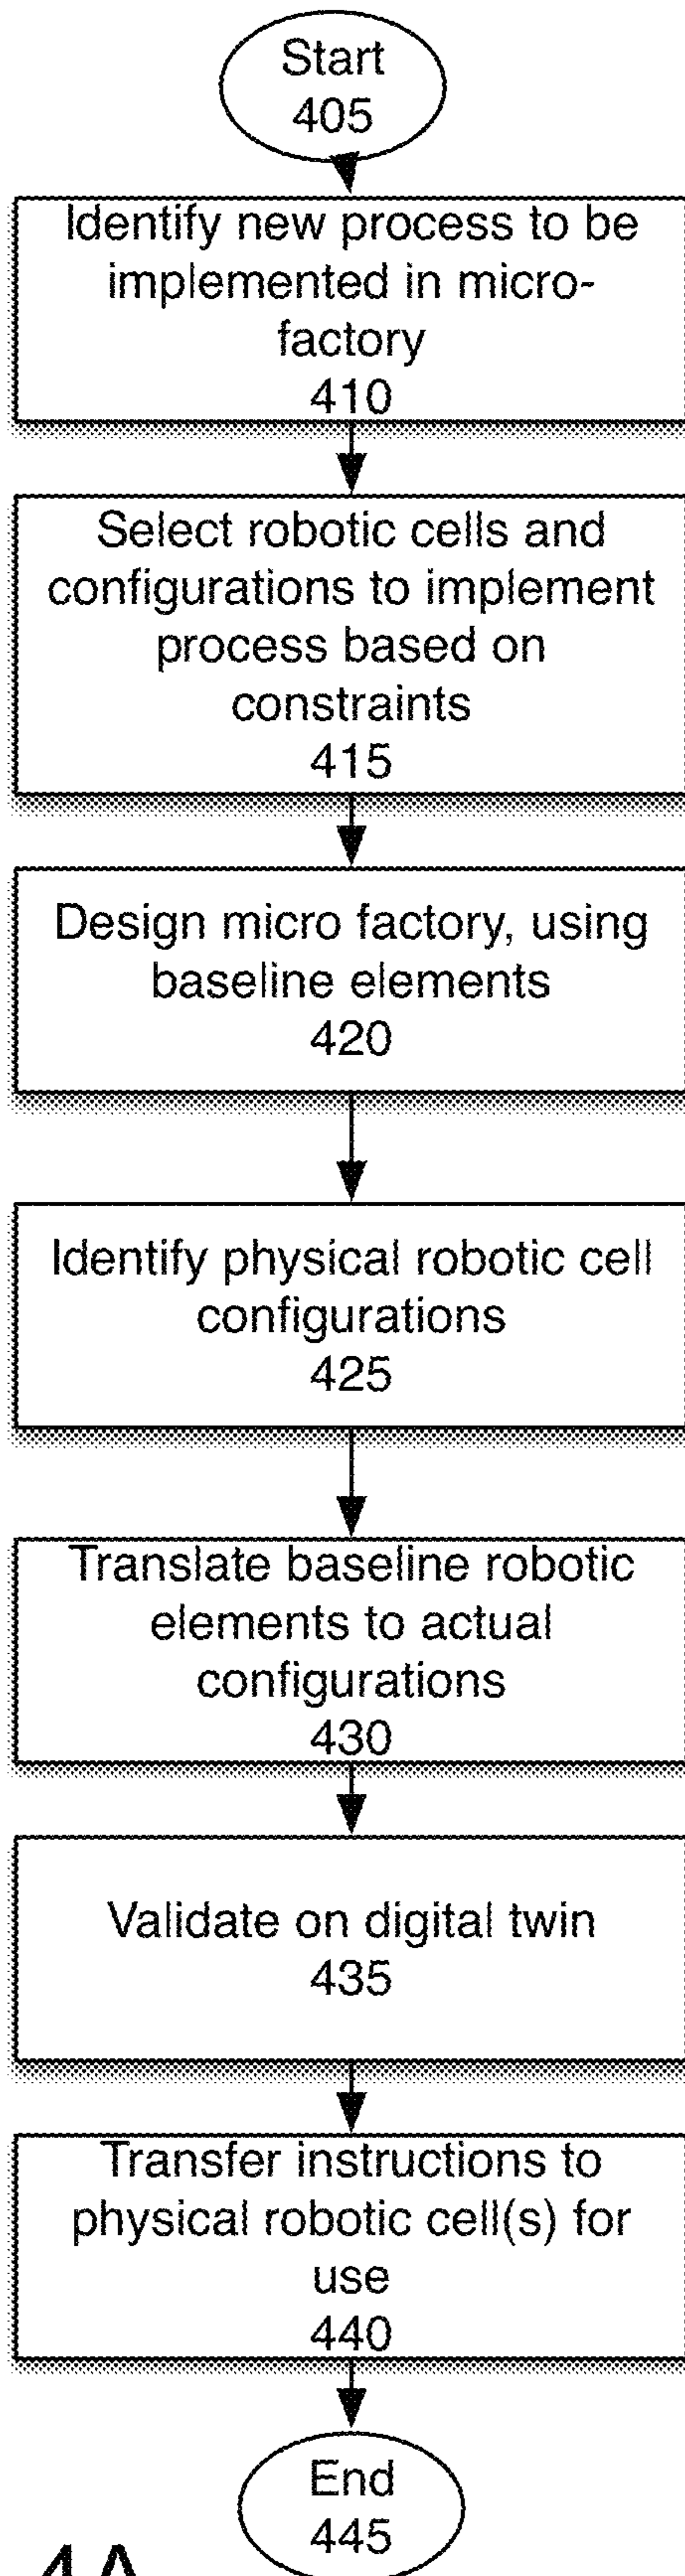 Start
405
Identify new process to be
implemented in micro-
factory
410
Select robotic cells and
configurations to implement
process based on
constraints
415
Design micro factory, using
baseline elements
420
Identify physical robotic cell
configurations
425
Translate baseline robotic
elements to actual
configurations
430
Validate on digital twin
435
Transfer instructions to
physical robotic cell(s) for
use
440
End
445
4A